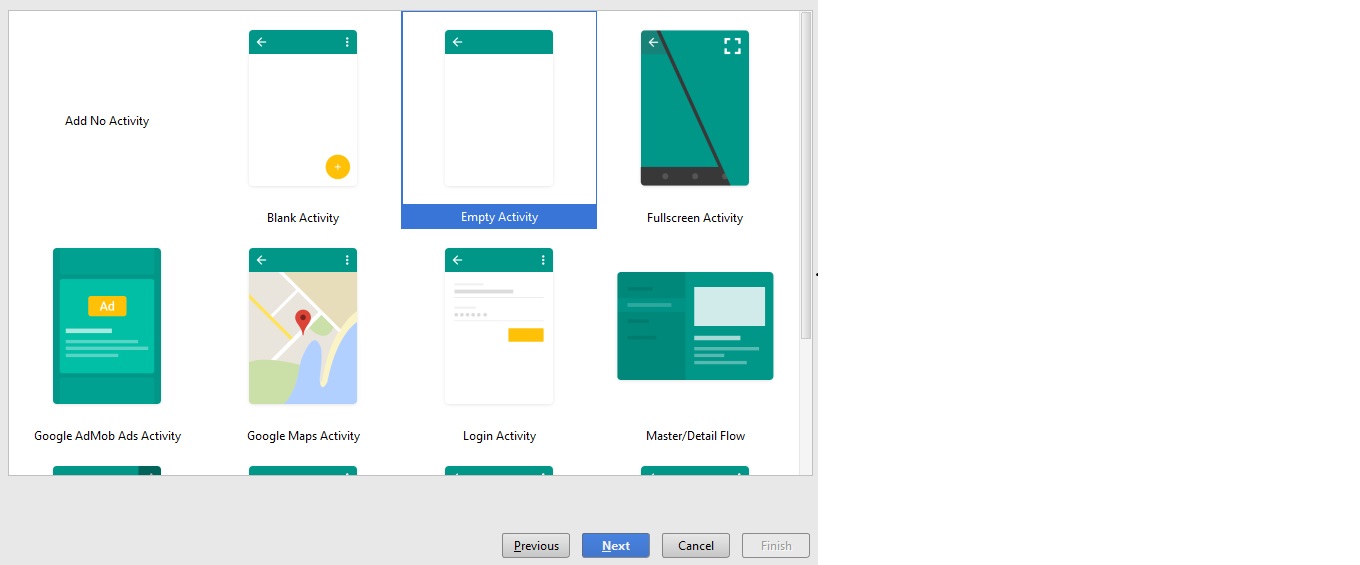 Add No Activity
Blank Activity
Empty Activity
Fullscreen Activity
Ad
Google AdMob Ads Activity
Google Maps Activity
Login Activity
Master/Detail Flow
Previous
Next
Cancel
Finish